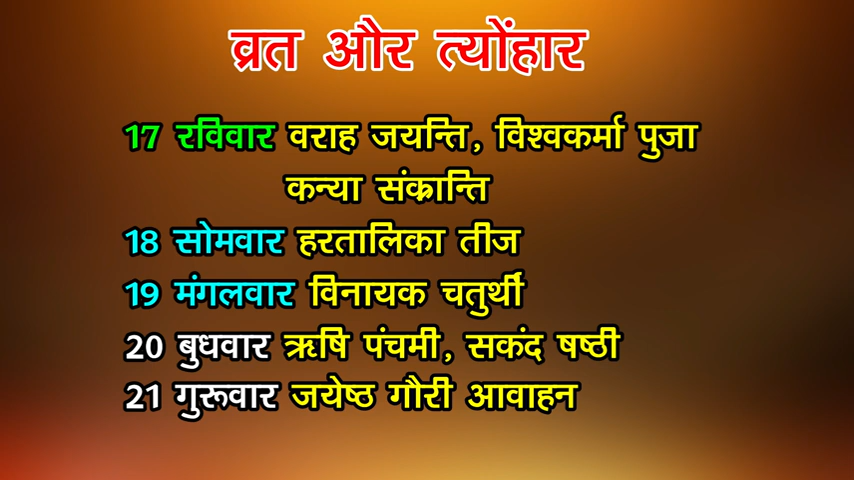 व्रत और त्योंहार
17 रविवार वराह जयन्ति, विश्वकर्मा पुजा
कन्या संक्रान्ति
18 सोमवार हरतालिका तीज
19 मंगलवार विनायक चतुर्थी
20 बुधवार ऋषि पंचमी, सकंद षष्ठी
21 गुरूवार जयेष्ठ गौरी आवाहन